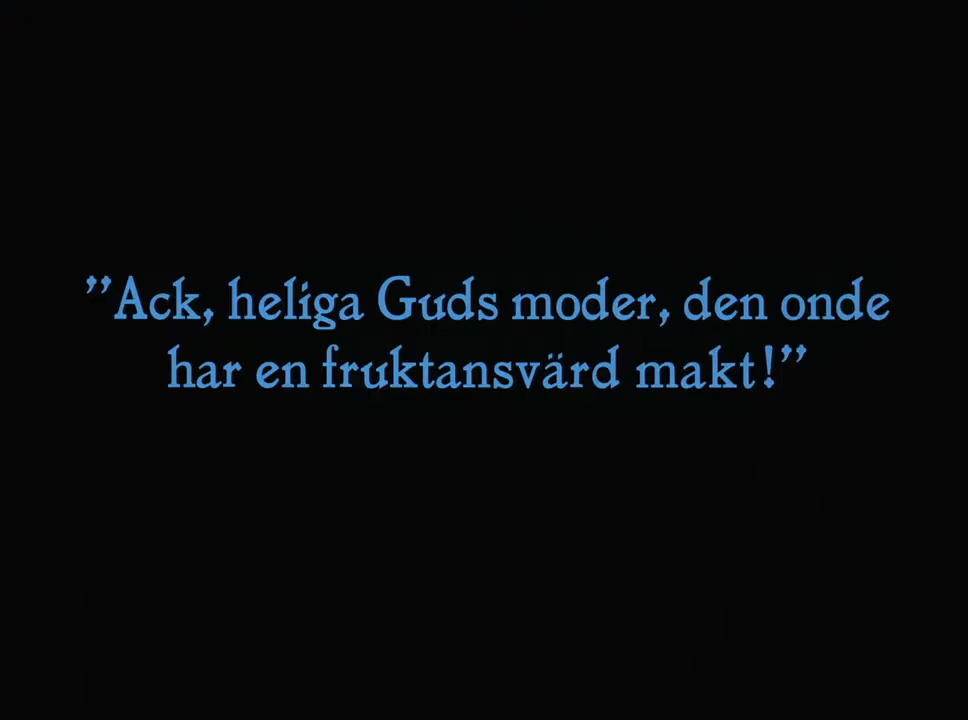 ”Ack, heliga Guds moder, den onde
har en fruktansvärd makt!”